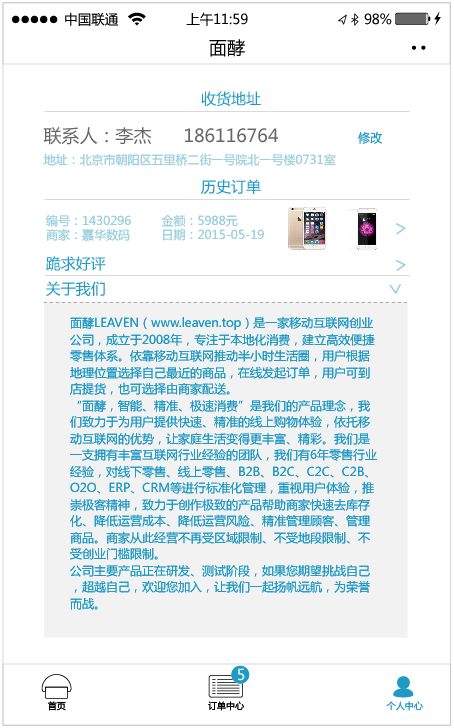 中国联通
上午11:59
98%
面酵
收货地址
联系人：李杰 186116764
修改
地址：北京市朝阳区五里桥二街一号院北一号楼0731室
历史订单
编号：1430296 金额：5988元
商家：嘉华数码 日期：2015-05-19
跪求好评
关于我们
面酵LEAVEN（www.leaven.top）是一家移动互联网创业
公司，成立于2008年，专注于本地化消费，建立高效便捷
零售体系。依靠移动互联网推动半小时生活圈，用户根据
地理位置选择自己最近的商品，在线发起订单，用户可到
店提货，也可选择由商家配送。
“面酵，智能、精准、极速消费”是我们的产品理念，我
们致力于为用户提供快速、精准的线上购物体验，依托移
动互联网的优势，让家庭生活变得更丰富、精彩。我们是
一支拥有丰富互联网行业经验的团队，我们有6年零售行业
经验，对线下零售、线上零售、B2B、B2C、C2C、C2B、
O2O、ERP、CRM等进行标准化管理，重视用户体验，推
崇极客精神，致力于创作极致的产品帮助商家快速去库存
化、降低运营成本、降低运营风险、精准管理顾客、管理
商品。商家从此经营不再受区域限制、不受地段限制、不
受创业门槛限制。
公司主要产品正在研发、测试阶段，如果您期望挑战自己
，超越自己，欢迎您加入，让我们一起扬帆远航，为荣誉
而战。
5
首页
订单中心
个人中心